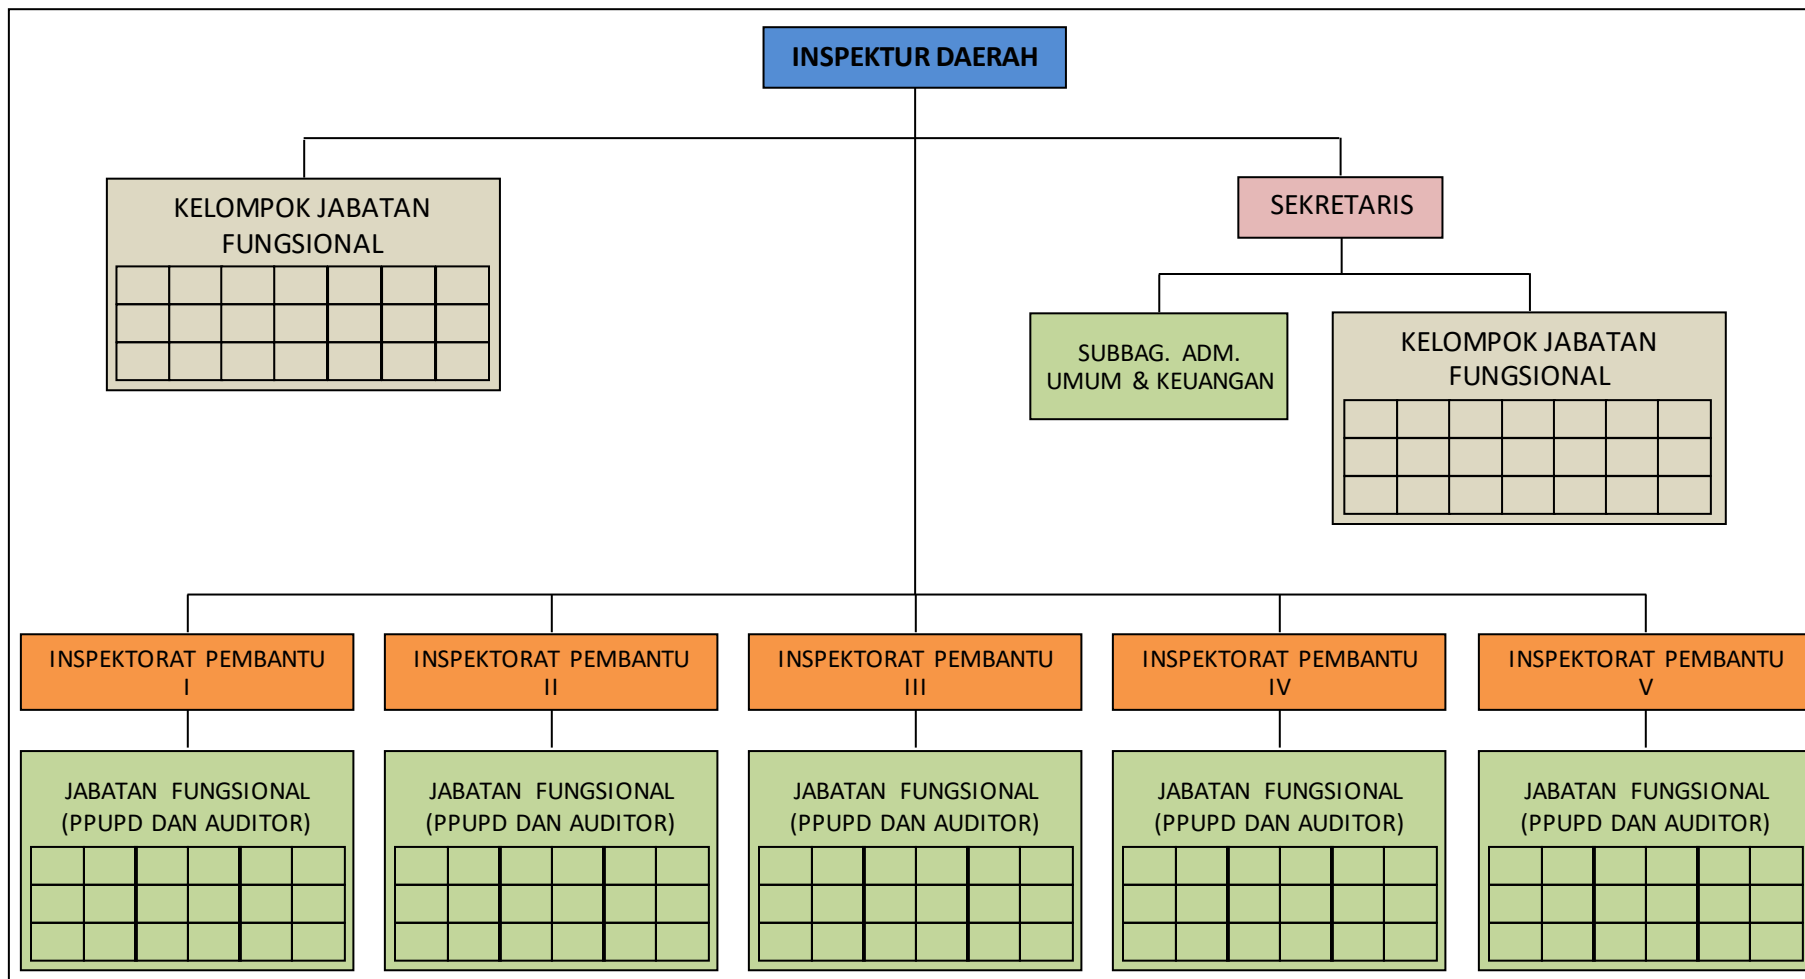 INSPEKTUR DAERAH
KELOMPOK JABATAN
FUNGSIONAL
SEKRETARIS
SUBBAG. ADM.
UMUM & KEUANGAN
KELOMPOK JABATAN
FUNGSIONAL
INSPEKTORAT PEMBANTU
I
INSPEKTORAT PEMBANTU
II
INSPEKTORAT PEMBANTU
III
INSPEKTORAT PEMBANTU
IV
INSPEKTORAT PEMBANTU
V
JABATAN FUNGSIONAL
(PPUPD DAN AUDITOR)
JABATAN FUNGSIONAL
(PPUPD DAN AUDITOR)
JABATAN FUNGSIONAL
(PPUPD DAN AUDITOR)
JABATAN FUNGSIONAL
(PPUPD DAN AUDITOR)
JABATAN FUNGSIONAL
(PPUPD DAN AUDITOR)